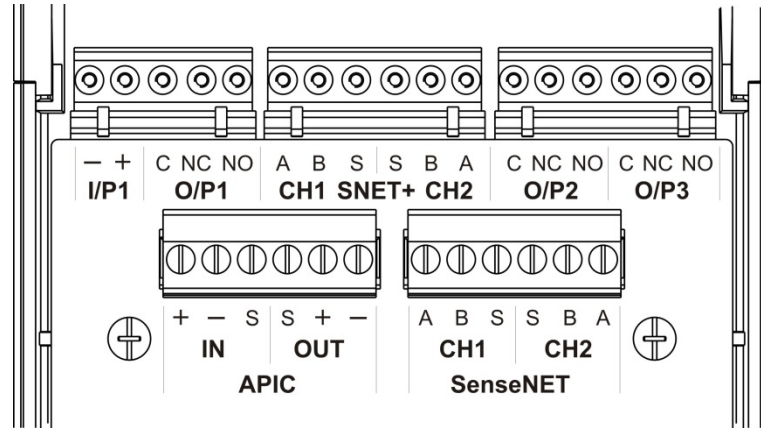 − + C NC NO A B S S B A C NC NO C NC NO
I/P1 O/P1 CH1 SNET+ CH2 O/P2 O/P3
+ − S S + − A B S S B A
IN OUT CH1 CH2
APIC SenseNET